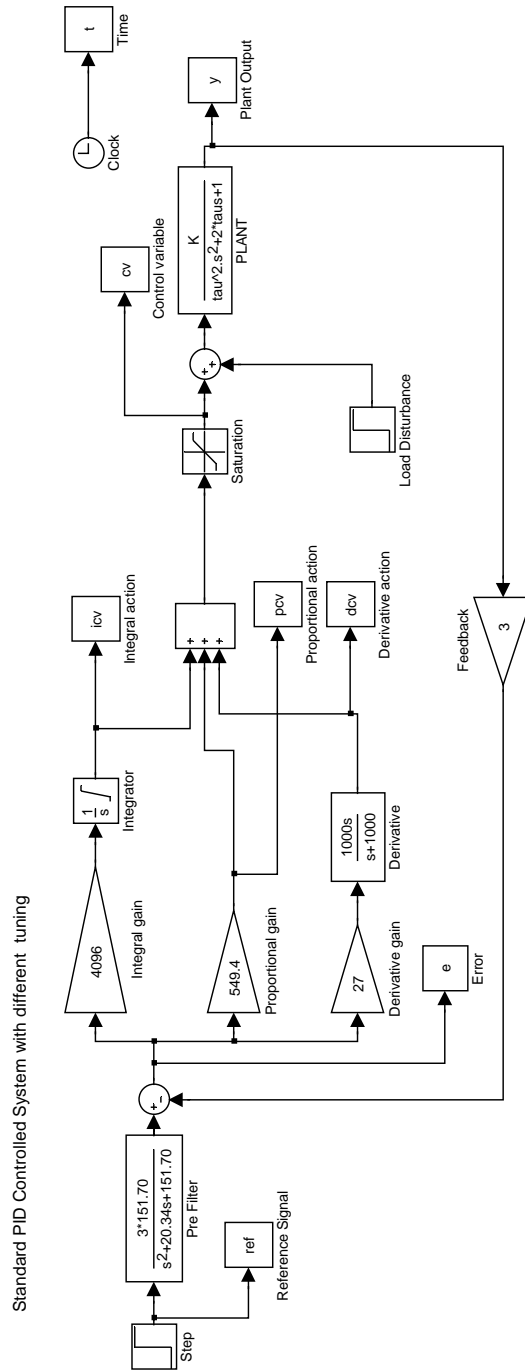 Standard PID Controlled System with different tuning
Step
ref
Reference Signal
3*151.70
s²+20.34s+151.70
Pre Filter
+
−
e
Error
4096
Integral gain
549.4
Proportional gain
27
Derivative gain
1
s
Integrator
1000s
s+1000
Derivative
icv
Integral action
+
+
+
pcv
Proportional action
dcv
Derivative action
Saturation
cv
Control variable
+
+
Load Disturbance
K
tau^2.s²+2*taus+1
PLANT
y
Plant Output
Feedback
3
Clock
t
Time